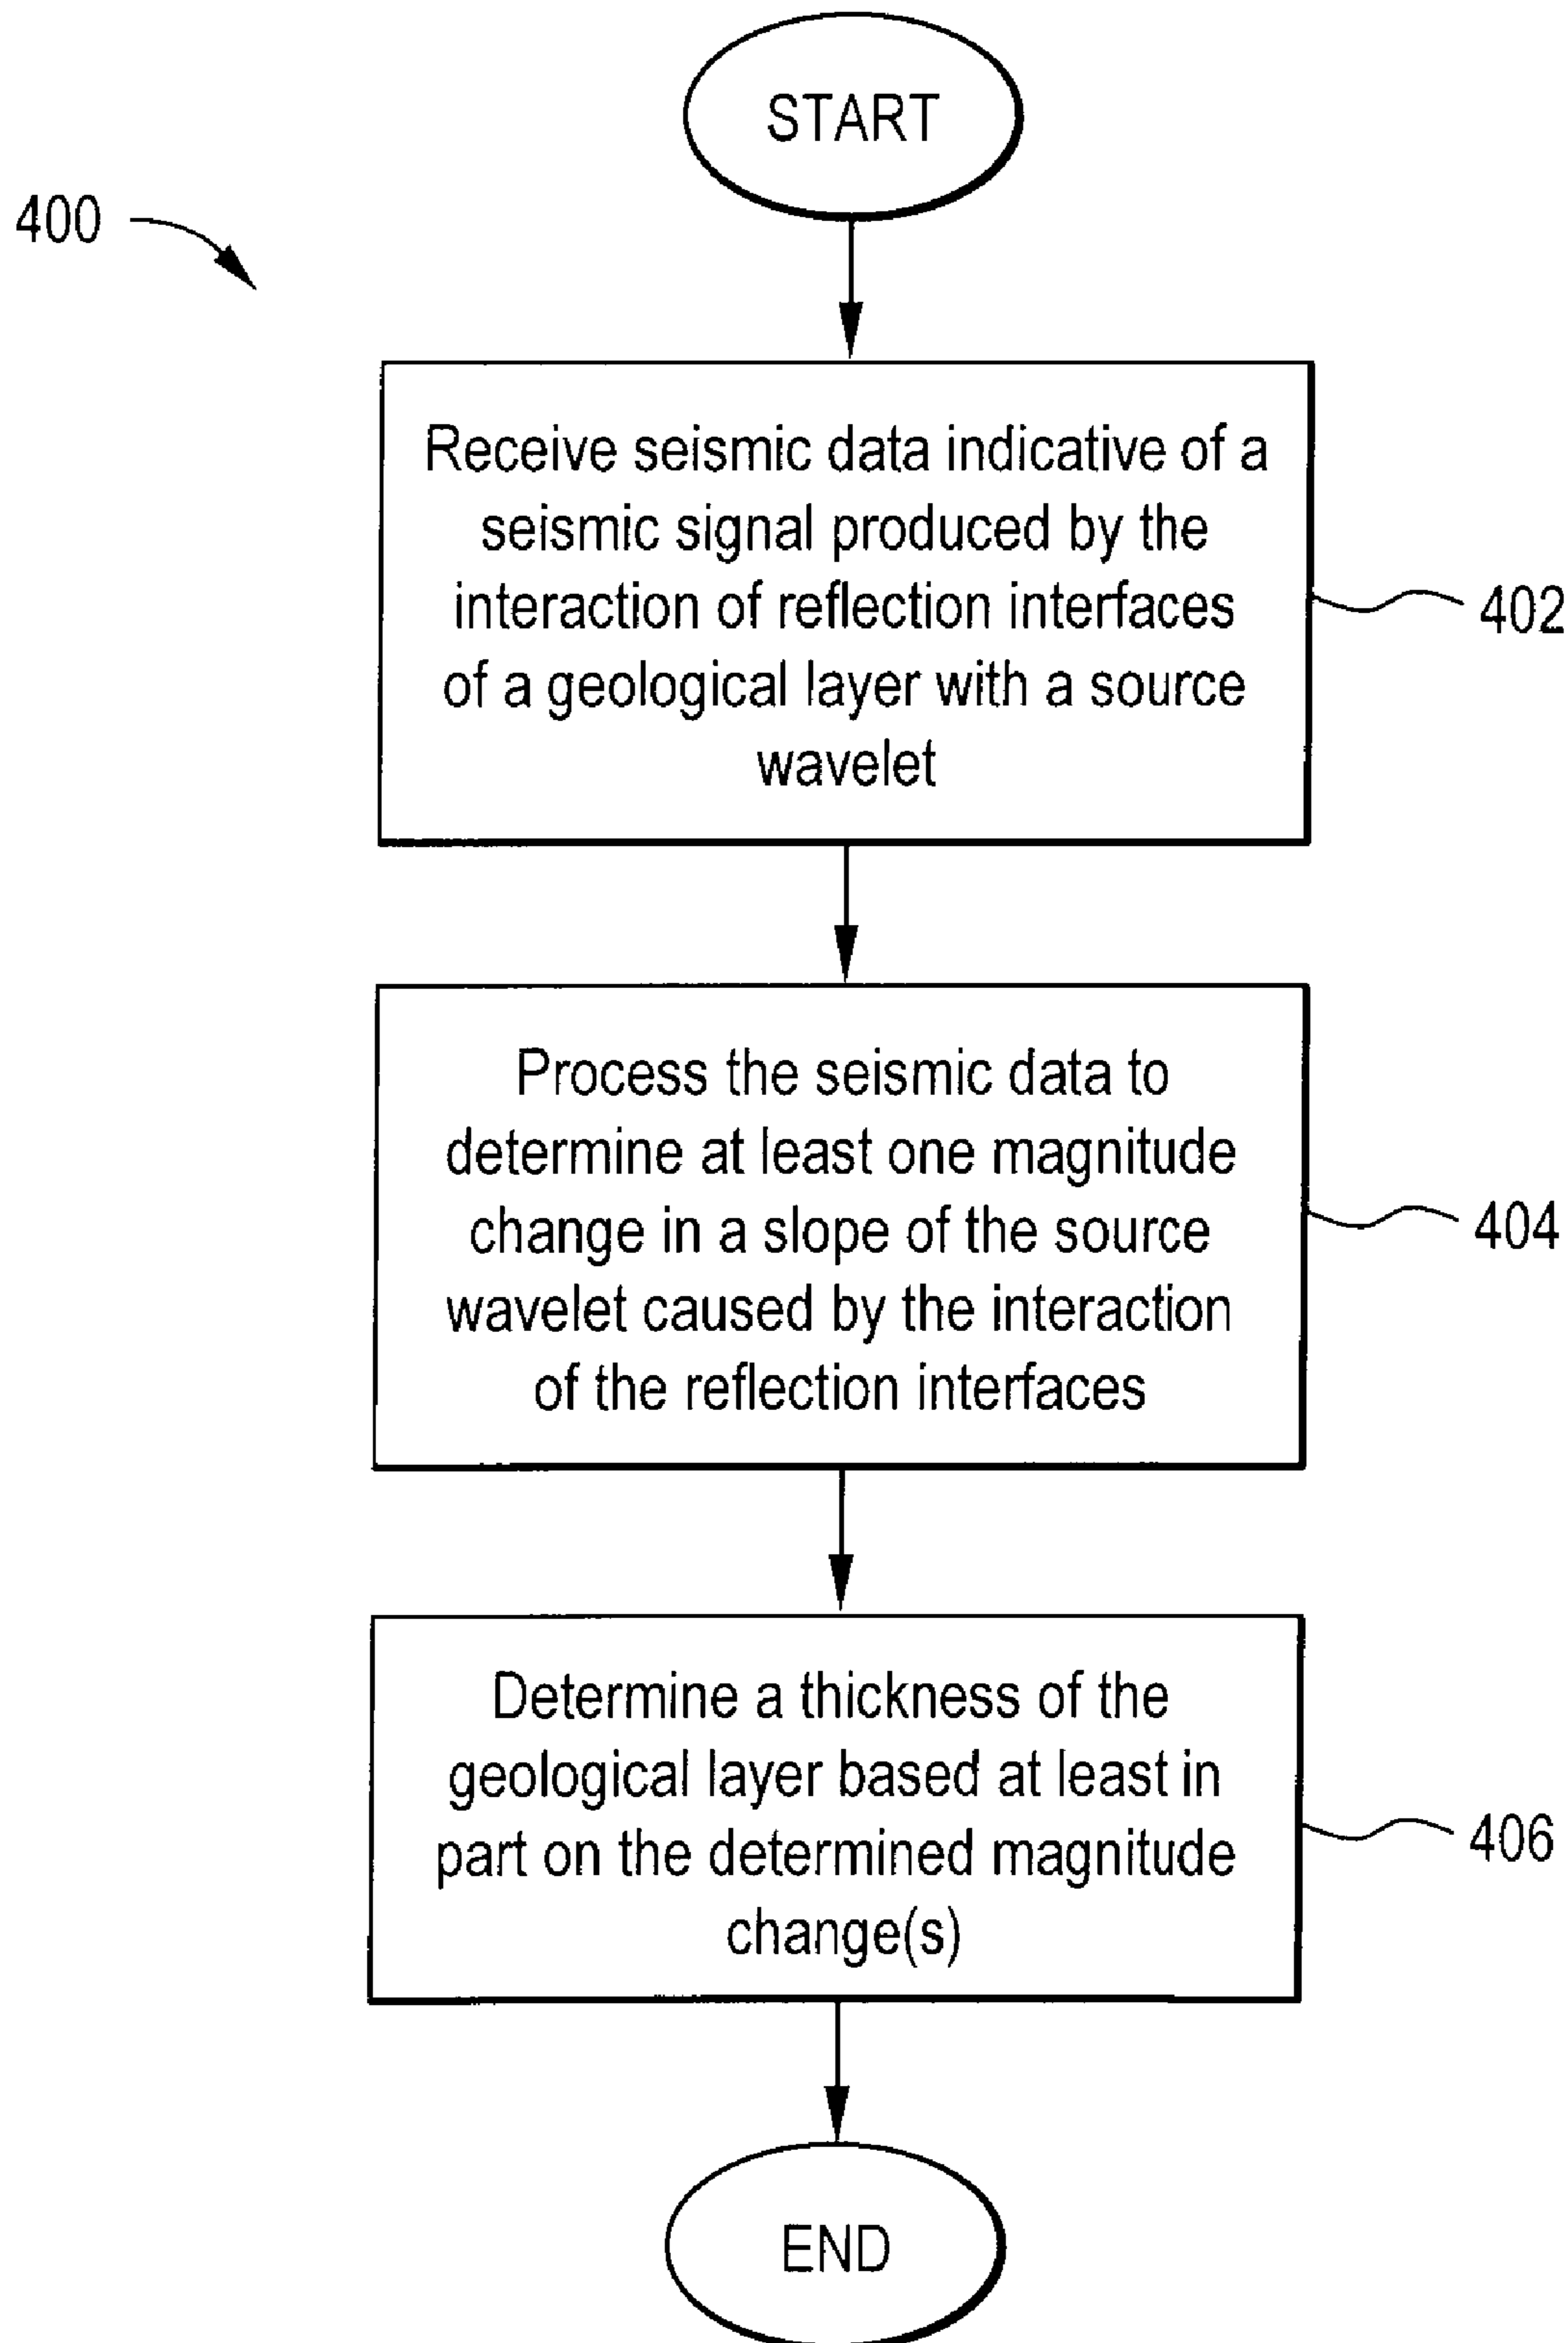 START
400
Receive seismic data indicative of a
seismic signal produced by the
interaction of reflection interfaces
of a geological layer with a source
wavelet
402
Process the seismic data to
determine at least one magnitude
change in a slope of the source
wavelet caused by the interaction
of the reflection interfaces
404
Determine a thickness of the
geological layer based at least in
part on the determined magnitude
change(s)
406
END